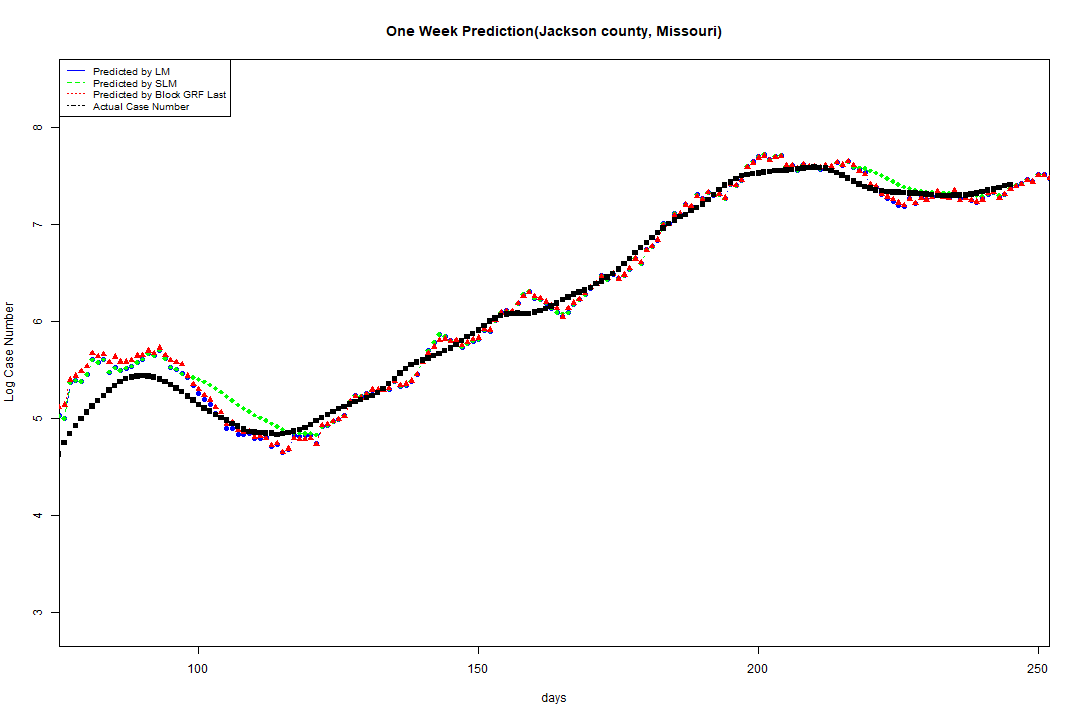 One Week Prediction(Jackson county, Missouri)
Predicted by LM
Predicted by SLM
Predicted by Block GRF Last
Actual Case Number
8
7
6
5
4
3
Log Case Number
100 150 200 250
days